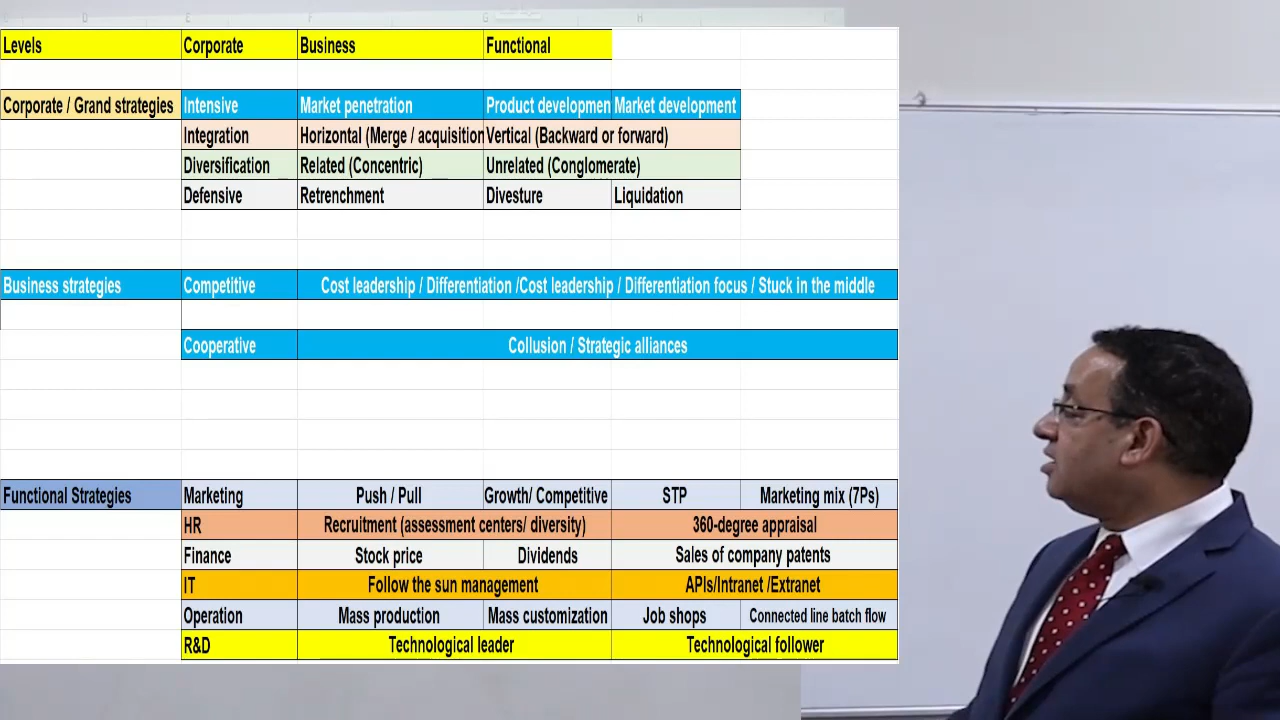 Levels Corporate Business Functional
Corporate / Grand strategies Intensive Market penetration Product developmen Market development
Integration Horizontal (Merge / acquisition Vertical (Backward or forward)
Diversification Related (Concentric) Unrelated (Conglomerate)
Defensive Retrenchment Divesture Liquidation
Business strategies Competitive Cost leadership / Differentiation /Cost leadership / Differentiation focus / Stuck in the middle
Cooperative Collusion / Strategic alliances
Functional Strategies Marketing Push / Pull Growth/ Competitive STP Marketing mix (7Ps)
HR Recruitment (assessment centers/ diversity) 360-degree appraisal
Finance Stock price Dividends Sales of company patents
IT Follow the sun management APIs/Intranet /Extranet
Operation Mass production Mass customization Job shops Connected line batch flow
R&D Technological leader Technological follower